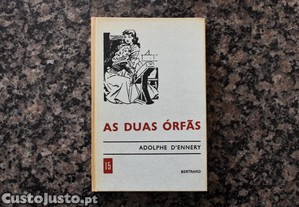 AS DUAS ÓRFÃS
ADOLPHE D'ENNERY
15
BERTRAND
Custojusto.pt